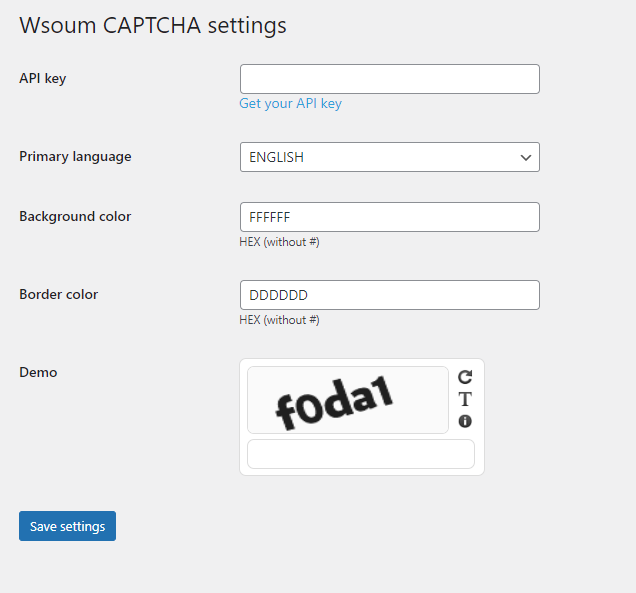 Wsoum CAPTCHA settings
API key
Get your API key
Primary language ENGLISH
Background color FFFFFF
HEX (without #)
Border color DDDDDD
HEX (without #)
Demo
f0da1
T
Save settings